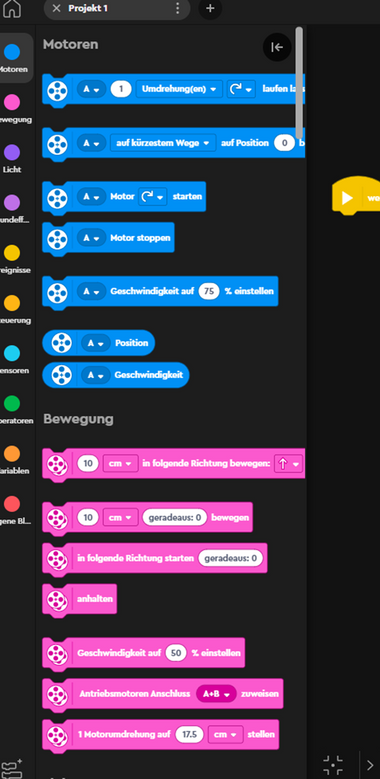 Projekt 1
Motoren
A 1 Umdrehung(en) laufen
A auf kürzestem Wege auf Position 0
A Motor starten
A Motor stoppen
A Geschwindigkeit auf 75 % einstellen
A Position
A Geschwindigkeit
Bewegung
10 cm in folgende Richtung bewegen:
10 cm geradeaus: 0 bewegen
in folgende Richtung starten geradeaus: 0
anhalten
Geschwindigkeit auf 50 % einstellen
Antriebsmotoren Anschluss A+B zuweisen
1 Motorumdrehung auf 17.5 cm stellen
Motoren
ewegung
Licht
undeff...
reignisse
euerung
ensoren
peratoren
ariablen
gene Bl...
we